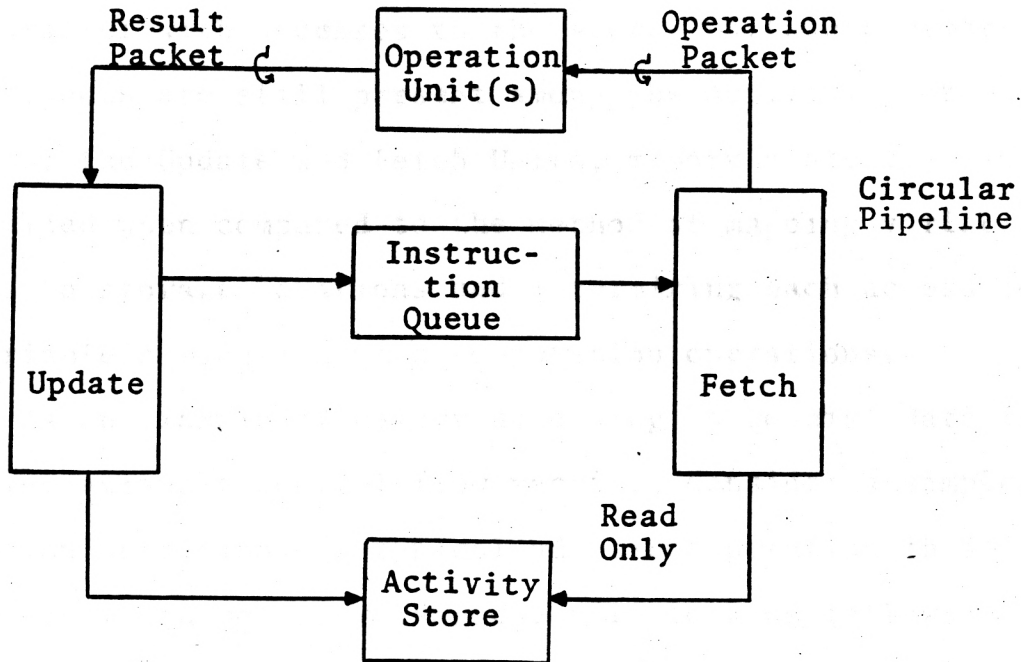 Result
Packet
Operation
Unit(s)
Operation
Packet
Circular
Pipeline
Instruc-
tion
Queue
Update
Fetch
Read
Only
Activity
Store